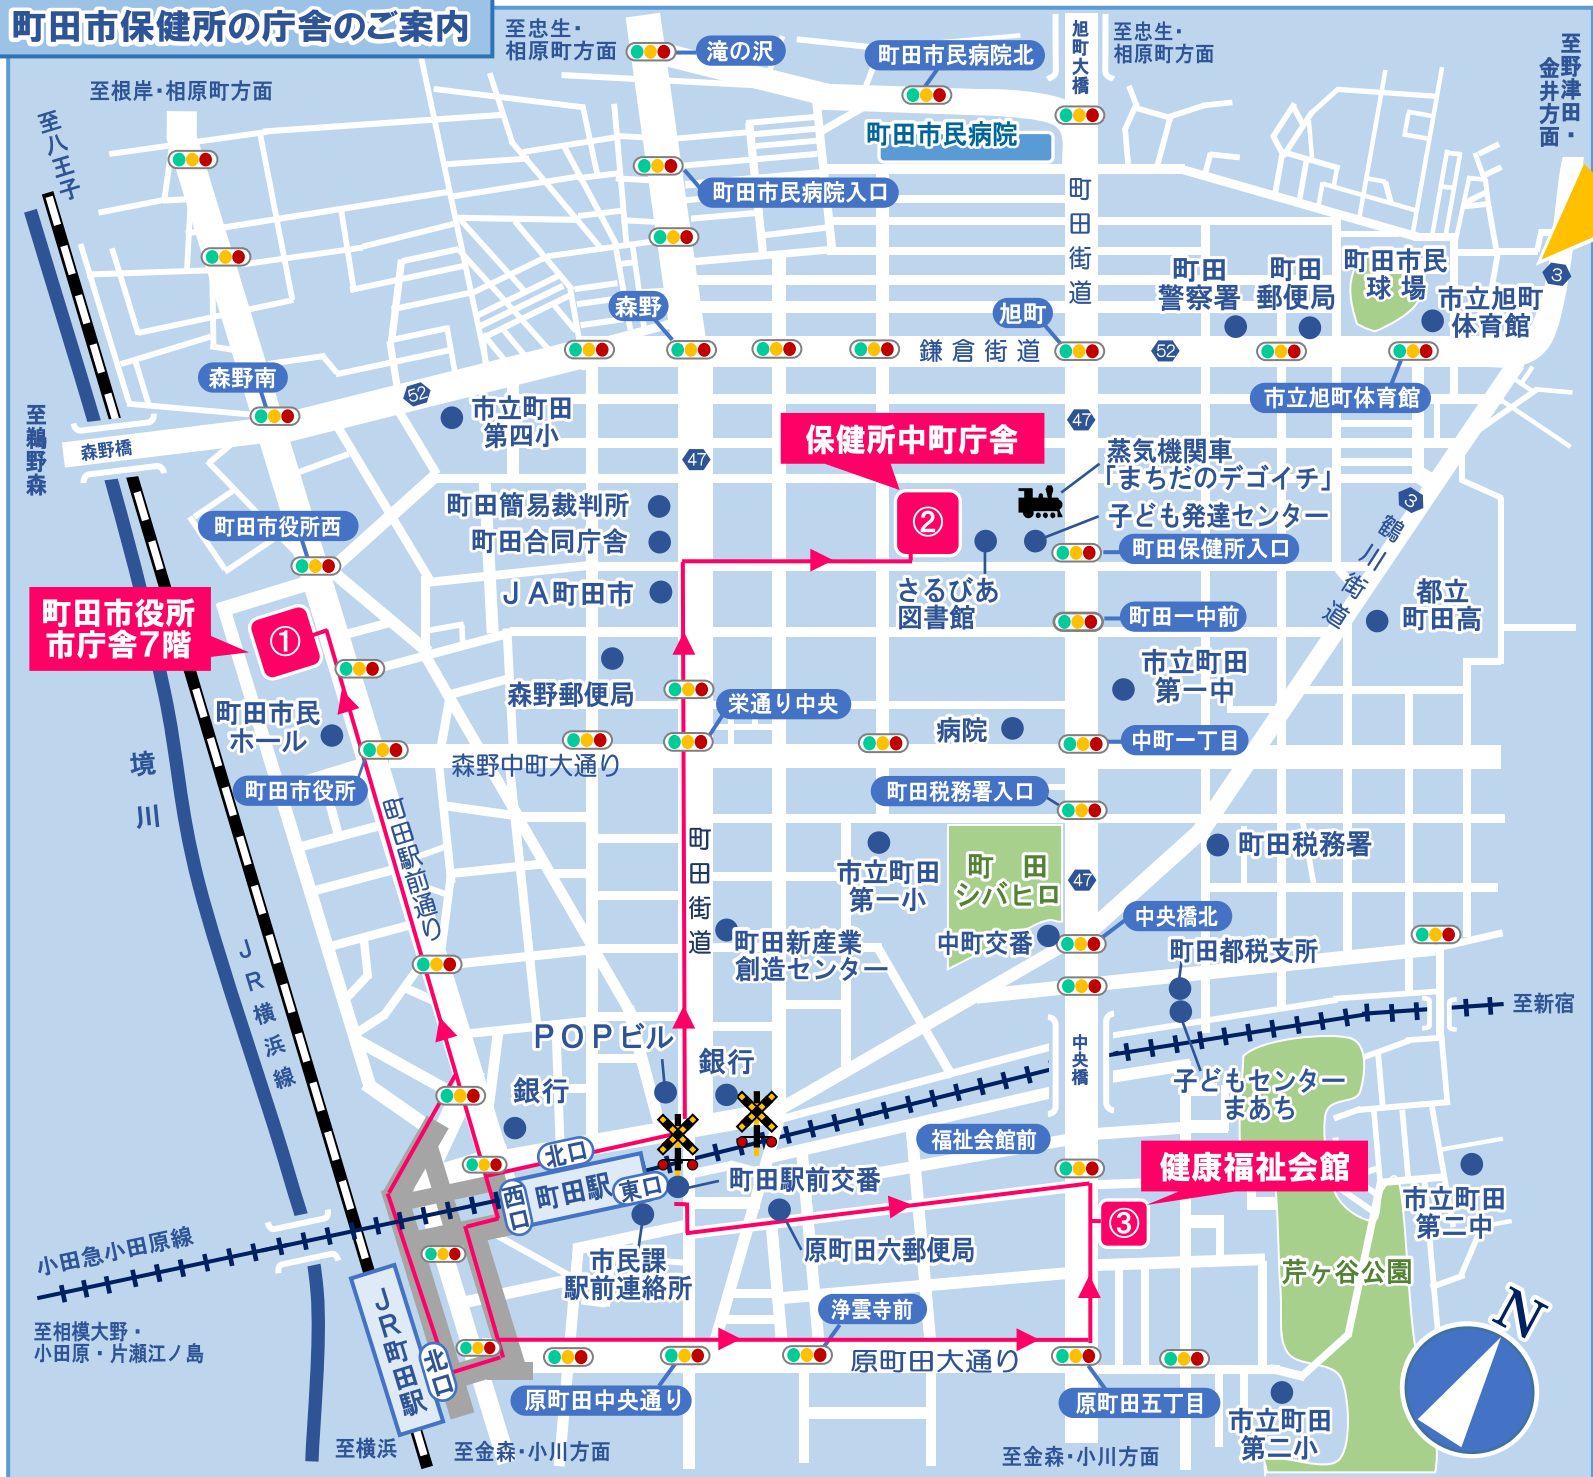 町田市保健所の庁舎のご案内
至忠生・
相原町方面
滝の沢
町田市民病院北
旭町大橋
至忠生・
相原町方面
至野津田・
金井方面
至根岸・相原町方面
至八王子
町田市民病院
町田市民病院入口
町田街道
3
町田
警察署
町田
郵便局
町田市民
球場
市立旭町
体育館
森野
旭町
鎌倉街道
52
森野南
52
市立旭町体育館
至鵜野森
森野橋
市立町田
第四小
保健所中町庁舎
47
47
蒸気機関車
「まちだのデゴイチ」
町田簡易裁判所
②
子ども発達センター
3
鶴川街道
町田市役所西
町田合同庁舎
町田保健所入口
JA町田市
さるびあ
図書館
都立
町田高
町田市役所
市庁舎7階
①
町田一中前
市立町田
第一中
森野郵便局
栄通り中央
町田市民
ホール
病院
中町一丁目
森野中町大通り
境川
町田市役所
町田税務署入口
町田駅前通り
町田街道
町田税務署
市立町田
第一小
町田
シバヒロ
47
中央橋北
町田新産業
創造センター
中町交番
町田都税支所
JR横浜線
至新宿
POPビル
銀行
中央橋
銀行
子どもセンター
まあち
福祉会館前
北口
健康福祉会館
西口
町田駅
東口
町田駅前交番
市立町田
第二中
小田急小田原線
③
市民課
駅前連絡所
原町田六郵便局
芹ヶ谷公園
N
至相模大野・
小田原・片瀬江ノ島
JR町田駅
北口
浄雲寺前
原町田大通り
原町田中央通り
原町田五丁目
市立町田
第二小
至横浜
至金森・小川方面
至金森・小川方面